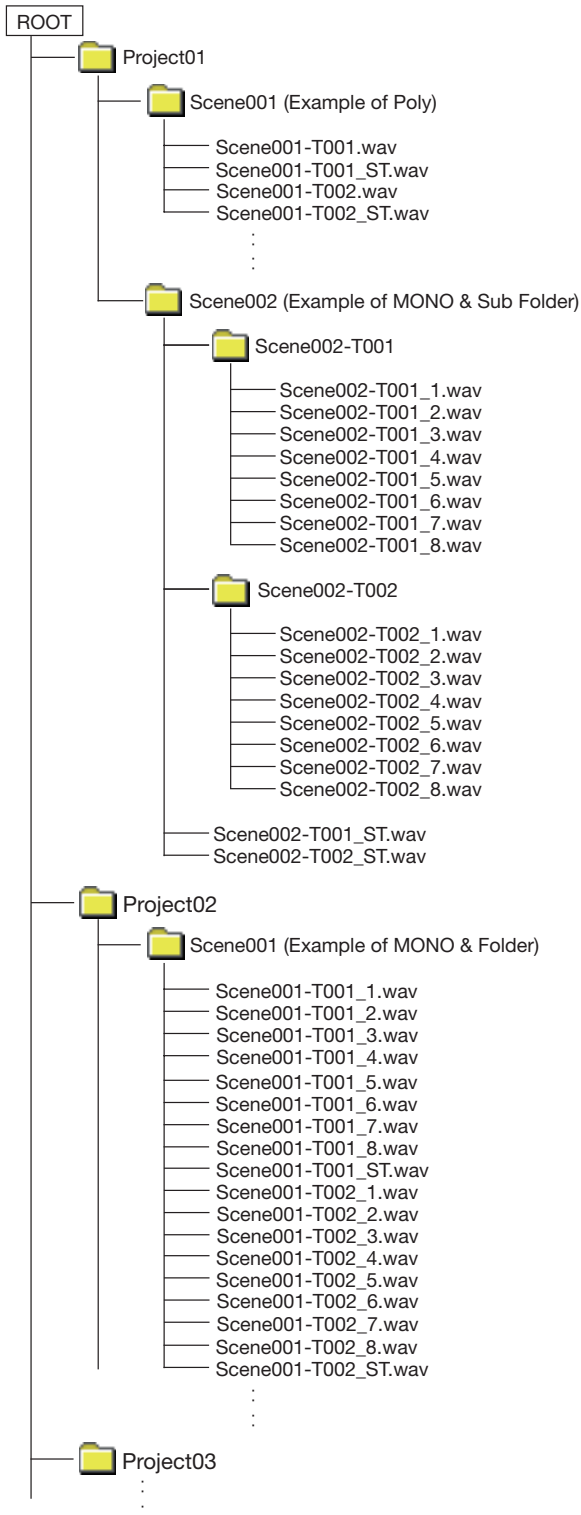 ROOT
Project01
Scene001 (Example of Poly)
Scene001-T001.wav
Scene001-T001_ST.wav
Scene001-T002.wav
Scene001-T002_ST.wav
Scene002 (Example of MONO & Sub Folder)
Scene002-T001
Scene002-T001_1.wav
Scene002-T001_2.wav
Scene002-T001_3.wav
Scene002-T001_4.wav
Scene002-T001_5.wav
Scene002-T001_6.wav
Scene002-T001_7.wav
Scene002-T001_8.wav
Scene002-T002
Scene002-T002_1.wav
Scene002-T002_2.wav
Scene002-T002_3.wav
Scene002-T002_4.wav
Scene002-T002_5.wav
Scene002-T002_6.wav
Scene002-T002_7.wav
Scene002-T002_8.wav
Scene002-T001_ST.wav
Scene002-T002_ST.wav
Project02
Scene001 (Example of MONO & Folder)
Scene001-T001_1.wav
Scene001-T001_2.wav
Scene001-T001_3.wav
Scene001-T001_4.wav
Scene001-T001_5.wav
Scene001-T001_6.wav
Scene001-T001_7.wav
Scene001-T001_8.wav
Scene001-T001_ST.wav
Scene001-T002_1.wav
Scene001-T002_2.wav
Scene001-T002_3.wav
Scene001-T002_4.wav
Scene001-T002_5.wav
Scene001-T002_6.wav
Scene001-T002_7.wav
Scene001-T002_8.wav
Scene001-T002_ST.wav
Project03